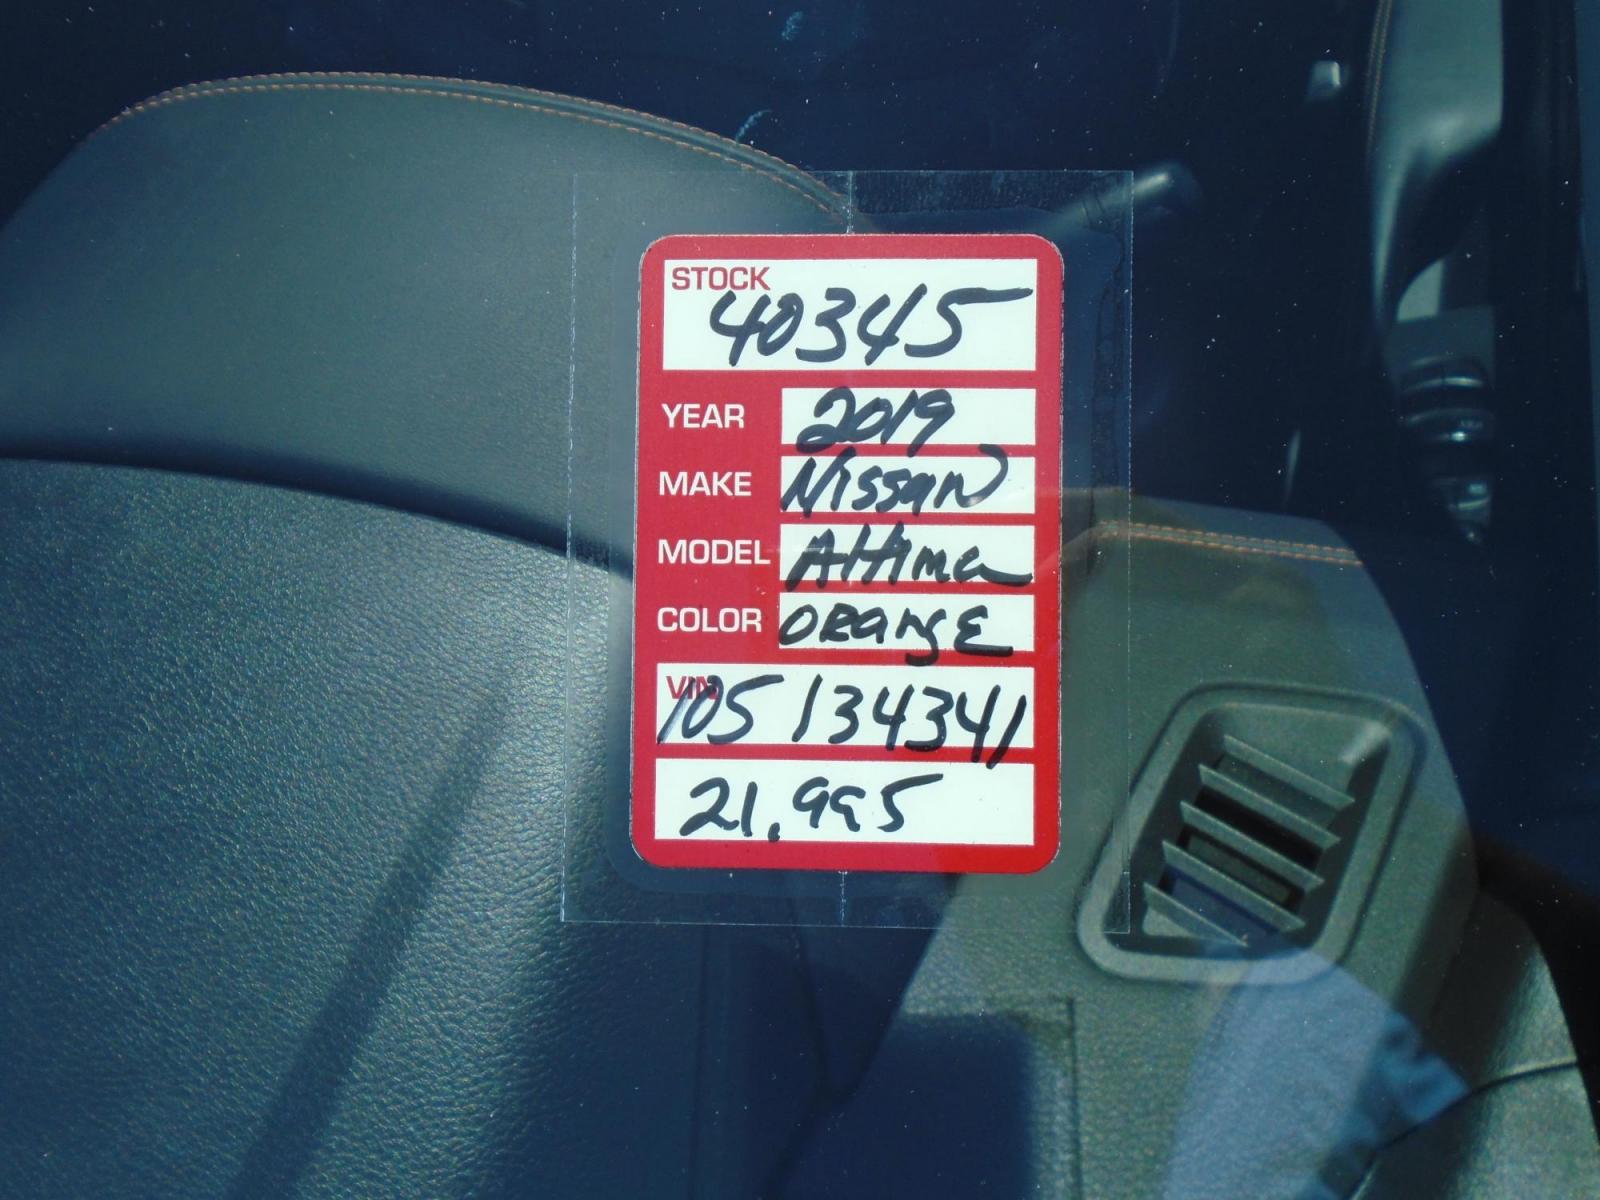 STOCK
40345
YEAR 2019
MAKE Nissan
MODEL Altima
COLOR ORangE
VIN
105 134341
21,995